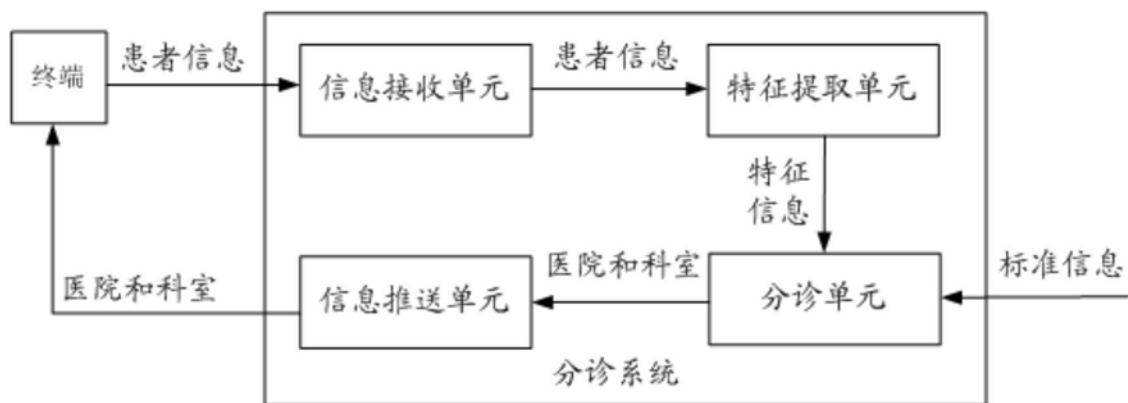 终端
患者信息
信息接收单元
患者信息
特征提取单元
特征
信息
医院和科室
信息推送单元
医院和科室
分诊单元
标准信息
分诊系统